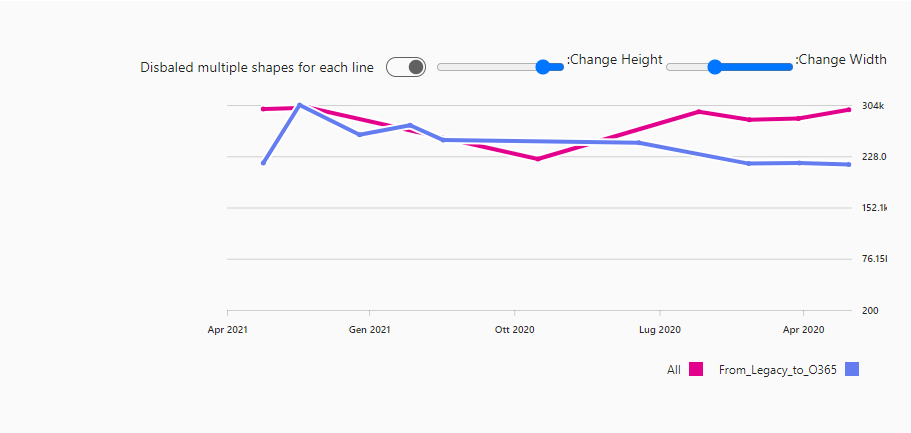 Disbaled multiple shapes for each line :Change Height :Change Width
304k
228.0
152.1k
76.15l
200
Apr 2021 Gen 2021 Ott 2020 Lug 2020 Apr 2020
All From_Legacy_to_O365